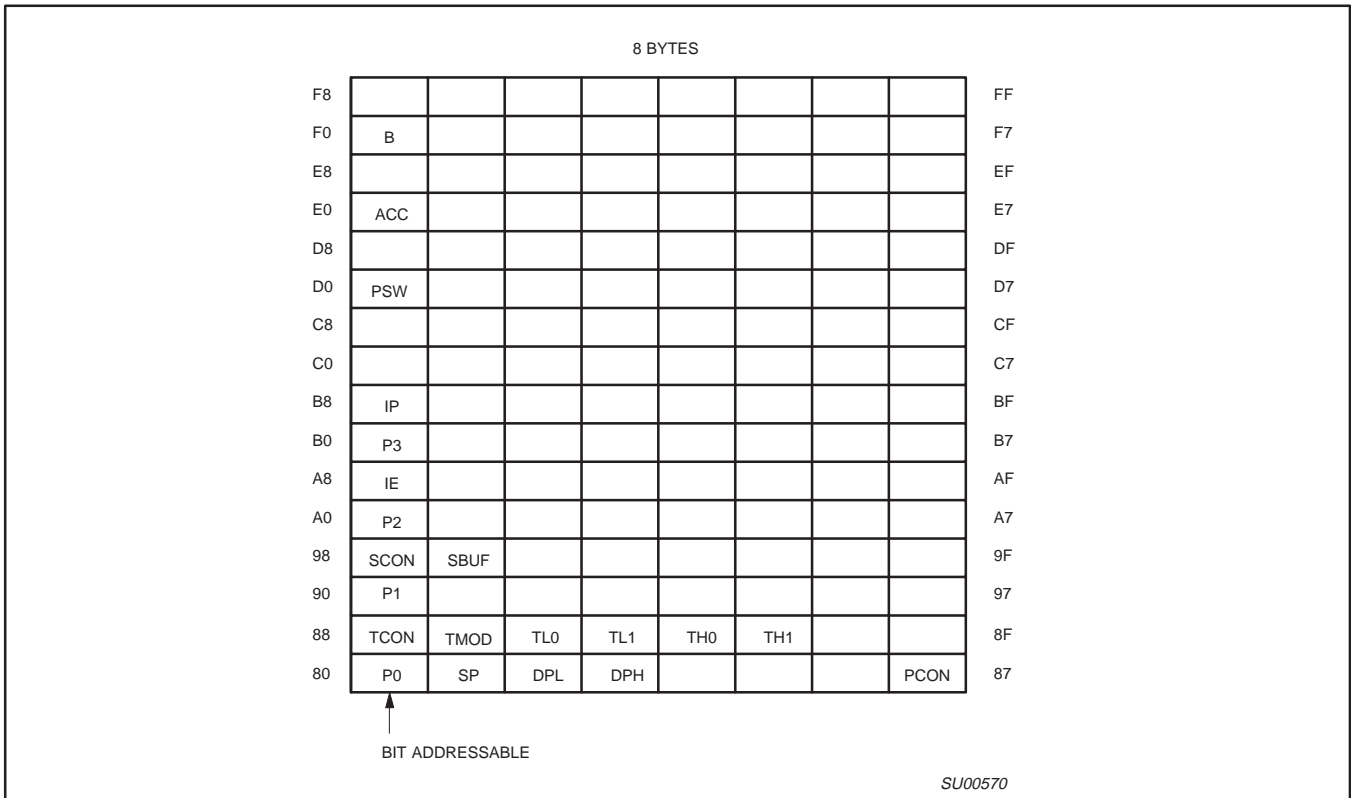 8 BYTES
F8 FF
F0 B F7
E8 EF
E0 ACC E7
D8 DF
D0 PSW D7
C8 CF
C0 C7
B8 IP BF
B0 P3 B7
A8 IE AF
A0 P2 A7
98 SCON SBUF 9F
90 P1 97
88 TCON TMOD TL0 TL1 TH0 TH1 8F
80 P0 SP DPL DPH PCON 87
BIT ADDRESSABLE
SU00570